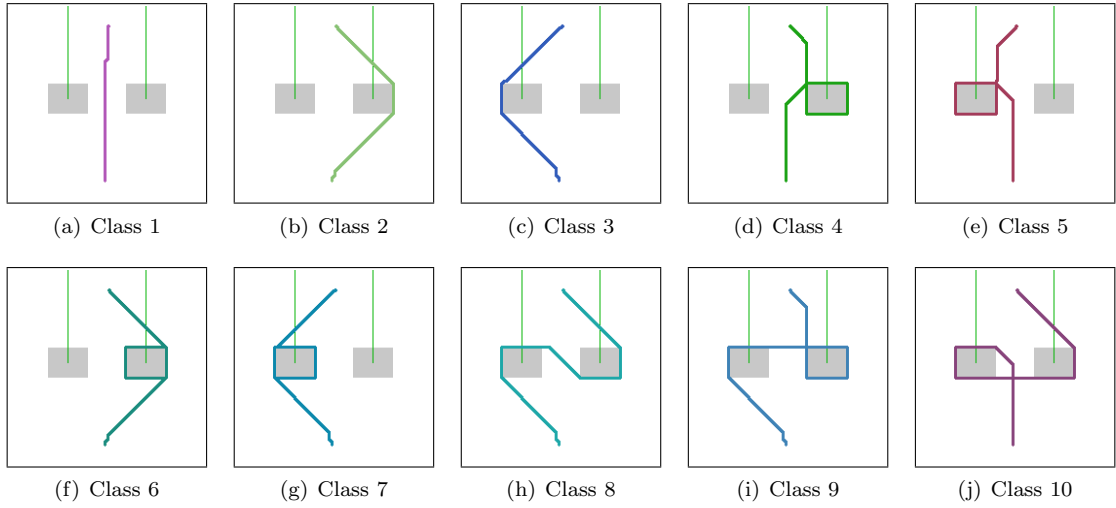 (a) Class 1
(b) Class 2
(c) Class 3
(d) Class 4
(e) Class 5
(f) Class 6
(g) Class 7
(h) Class 8
(i) Class 9
(j) Class 10